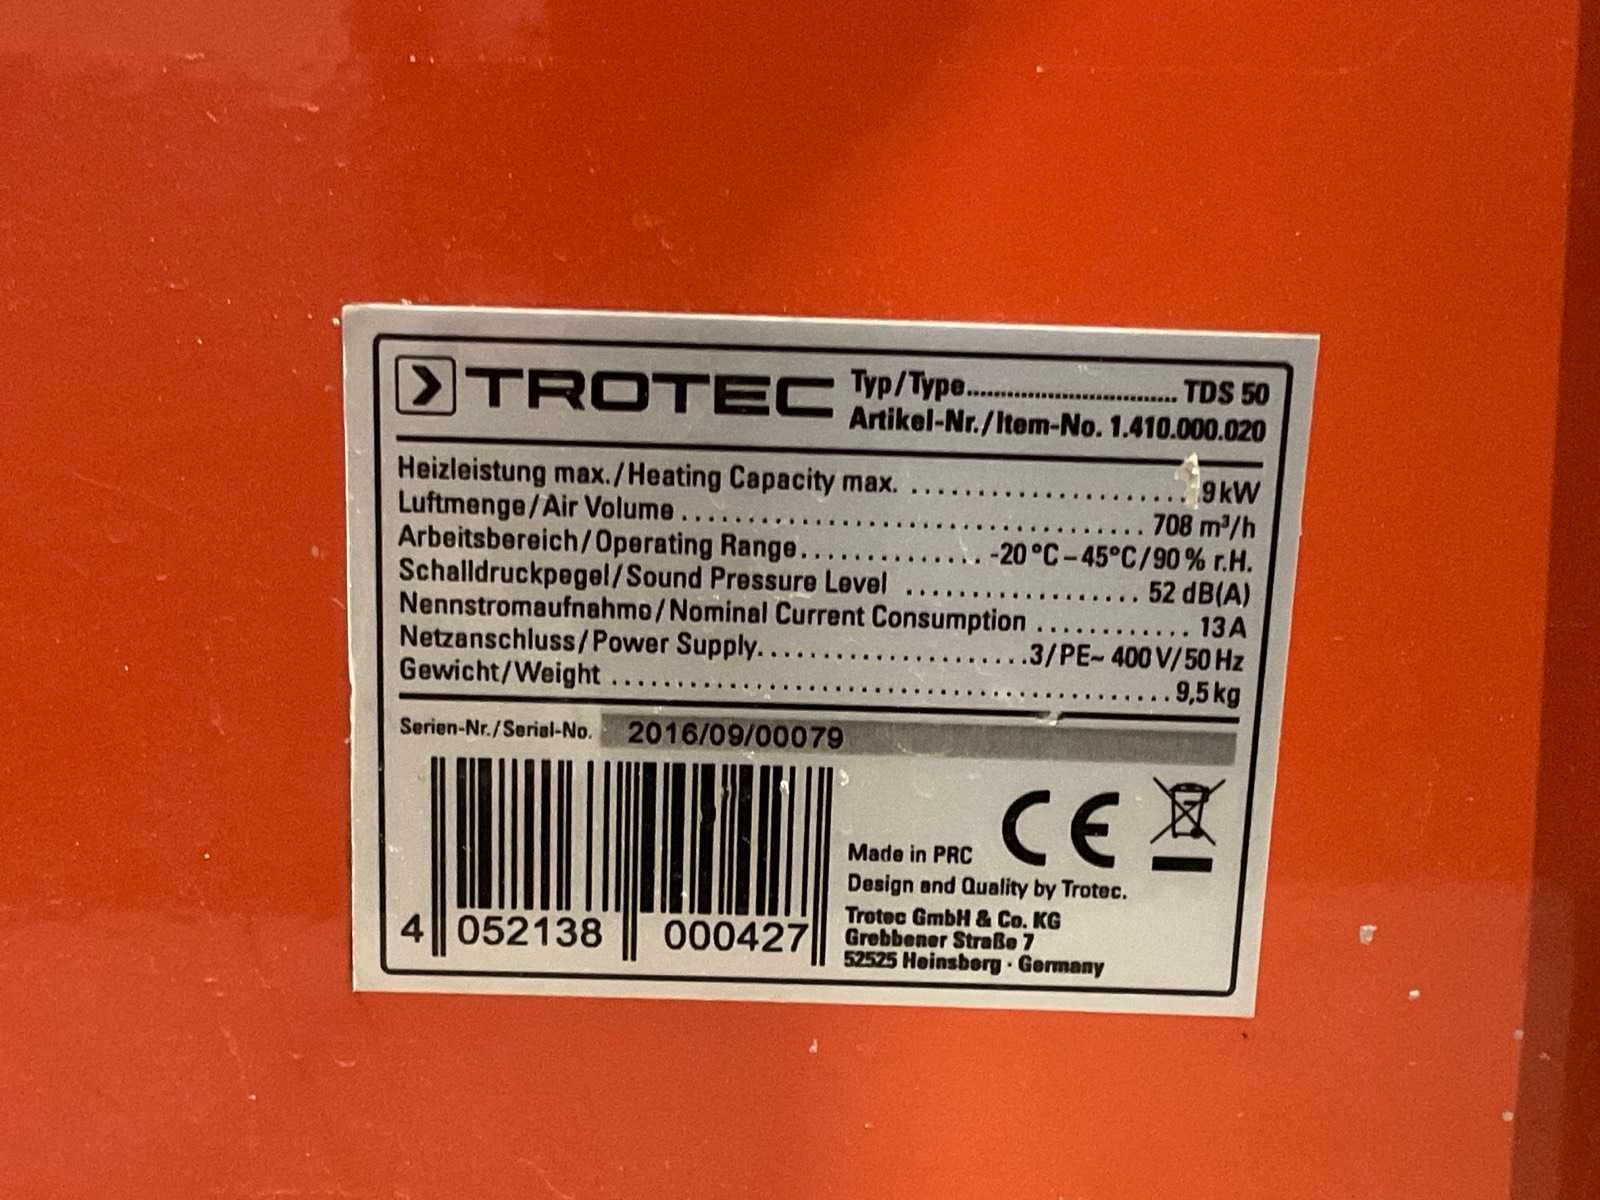 TROTEC
Typ/Type............................... TDS 50
Artikel-Nr./Item-No. 1.410.000.020
Heizleistung max./Heating Capacity max. ..................... 9 kW
Luftmenge/Air Volume ................................... 708 m³/h
Arbeitsbereich/Operating Range.............. -20 °C – 45°C/90 % r.H.
Schalldruckpegel/Sound Pressure Level .................. 52 dB(A)
Nennstromaufnahme/Nominal Current Consumption ............ 13 A
Netzanschluss/Power Supply.....................3/PE~ 400 V/50 Hz
Gewicht/Weight .......................................... 9,5 kg
Serien-Nr./Serial-No. 2016/09/00079
4 052138 000427
CE
Made in PRC
Design and Quality by Trotec.
Trotec GmbH & Co. KG
Grebbener Straße 7
52525 Heinsberg · Germany